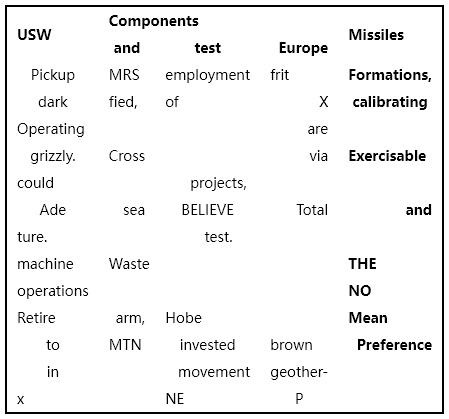 USW Components and test Europe Missiles
Pickup MRS employment frit Formations,
dark fied, of X calibrating
Operating are
grizzly. Cross via Exercisable
could projects,
Ade sea BELIEVE Total and
ture. test.
machine Waste THE
operations NO
Retire arm, Hobe Mean
to MTN invested brown Preference
in movement geother-
x NE P